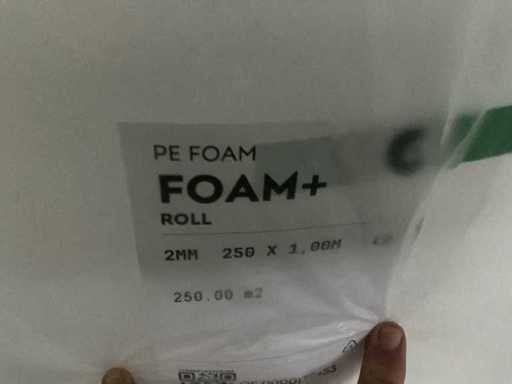 PE FOAM
FOAM+
ROLL
2MM 250 X 1,00M
250.00 m2